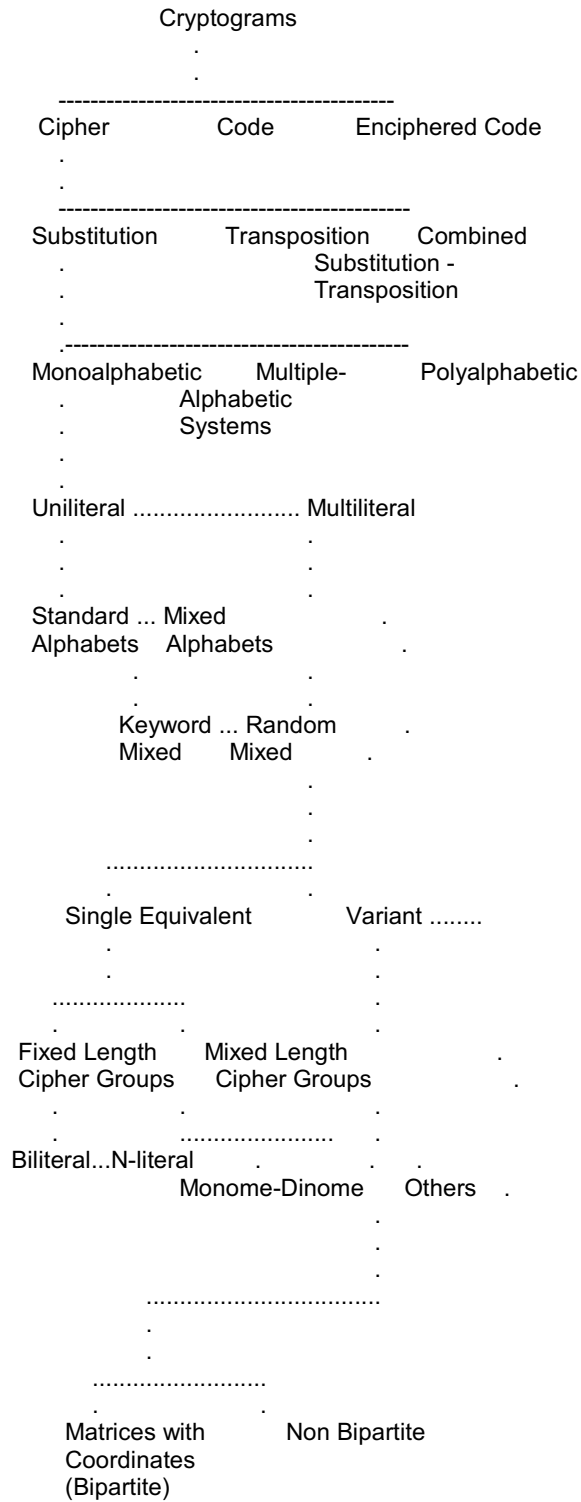 Cryptograms
.
.
------------------------------------------
Cipher Code Enciphered Code
.
.
--------------------------------------------
Substitution Transposition Combined
. Substitution -
. Transposition
.
.-------------------------------------------
Monoalphabetic Multiple- Polyalphabetic
. Alphabetic
. Systems
.
.
Uniliteral ......................... Multiliteral
. .
. .
. .
Standard ... Mixed .
Alphabets Alphabets .
. .
. .
Keyword ... Random .
Mixed Mixed .
.
.
.
...............................
. .
Single Equivalent Variant ........
. .
. .
.................... .
. . .
Fixed Length Mixed Length .
Cipher Groups Cipher Groups .
. . .
. ....................... .
Biliteral...N-literal . . .
Monome-Dinome Others .
.
.
.
...................................
.
.
..........................
. .
Matrices with Non Bipartite
Coordinates
(Bipartite)